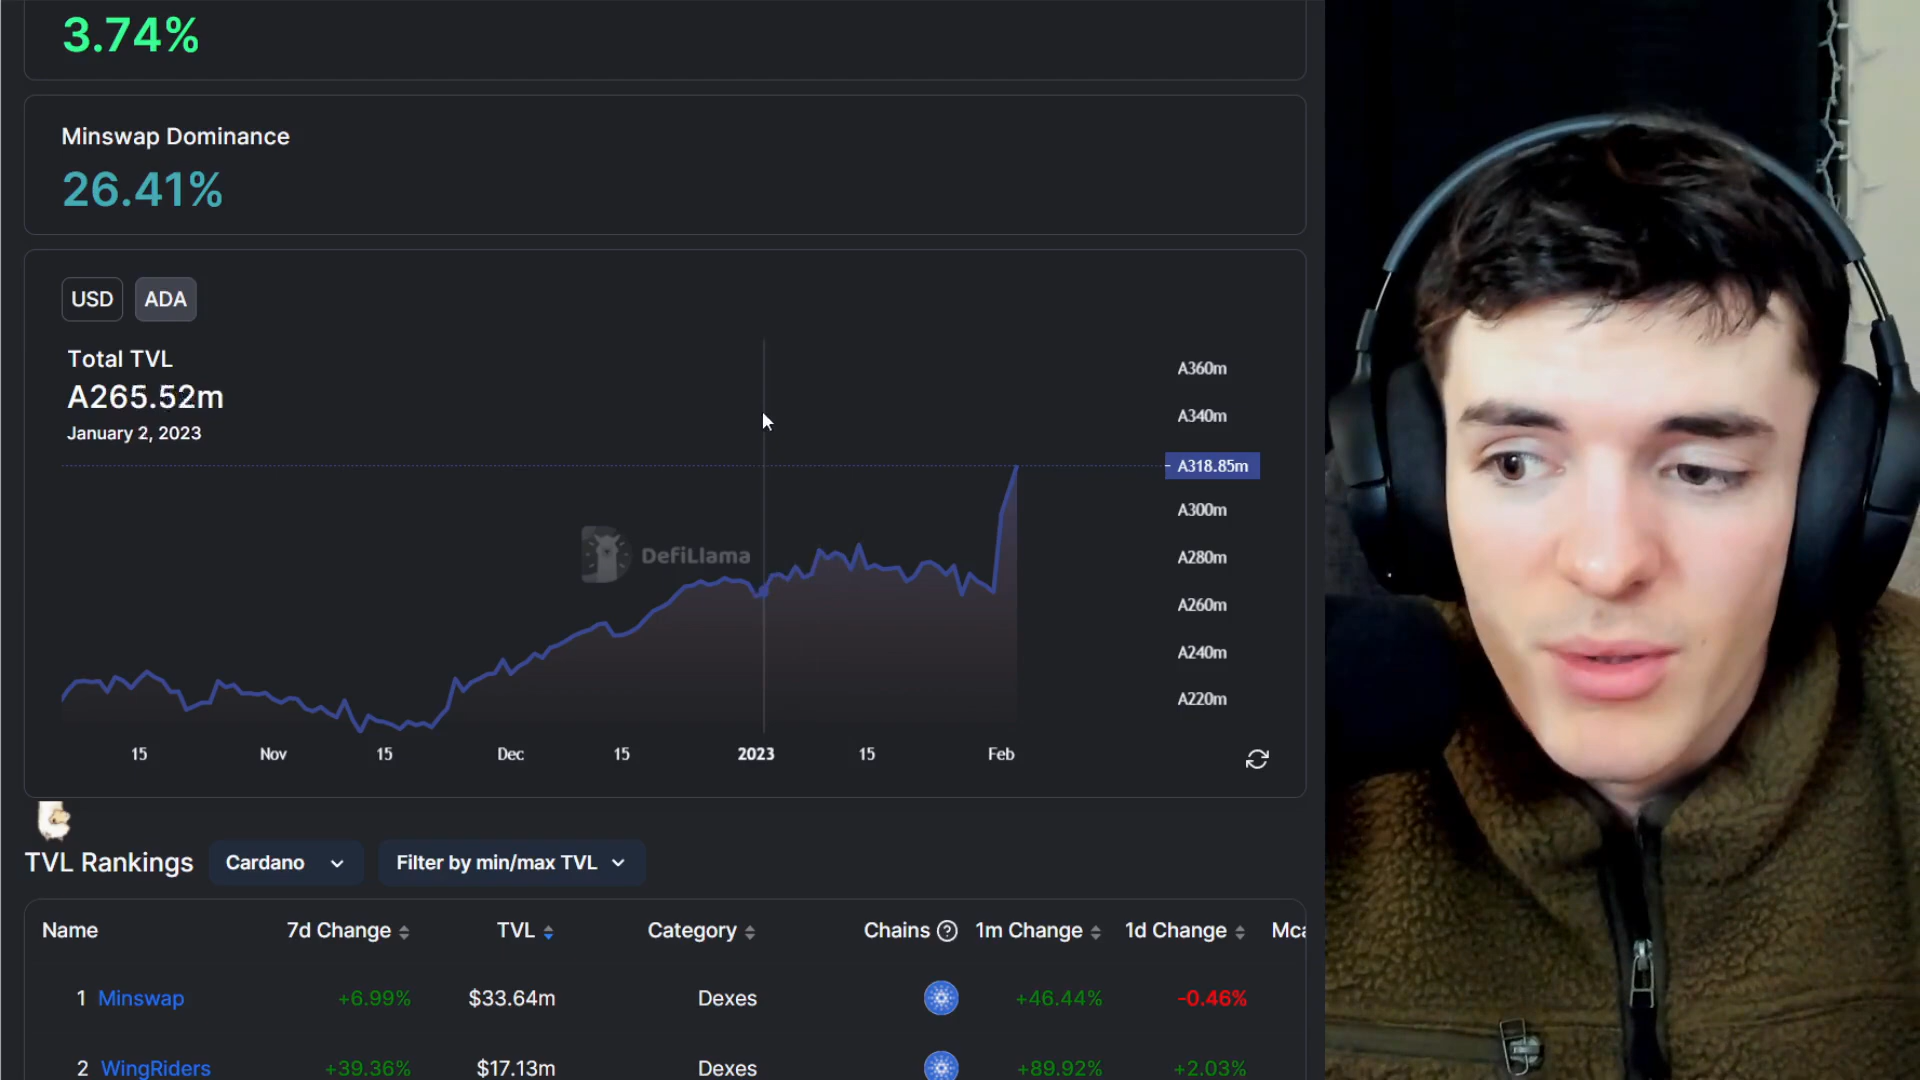 3.74%
Minswap Dominance
26.41%
USD ADA
Total TVL
A265.52m
January 2, 2023
A360m
A340m
A318.85m
A300m
A280m
A260m
A240m
A220m
DefiLlama
15 Nov 15 Dec 15 2023 15 Feb
TVL Rankings Cardano Filter by min/max TVL
Name 7d Change TVL Category Chains ? 1m Change 1d Change Mca
1 Minswap +6.99% $33.64m Dexes +46.44% -0.46%
2 WingRiders +39.36% $17.13m Dexes +89.92% +2.03%